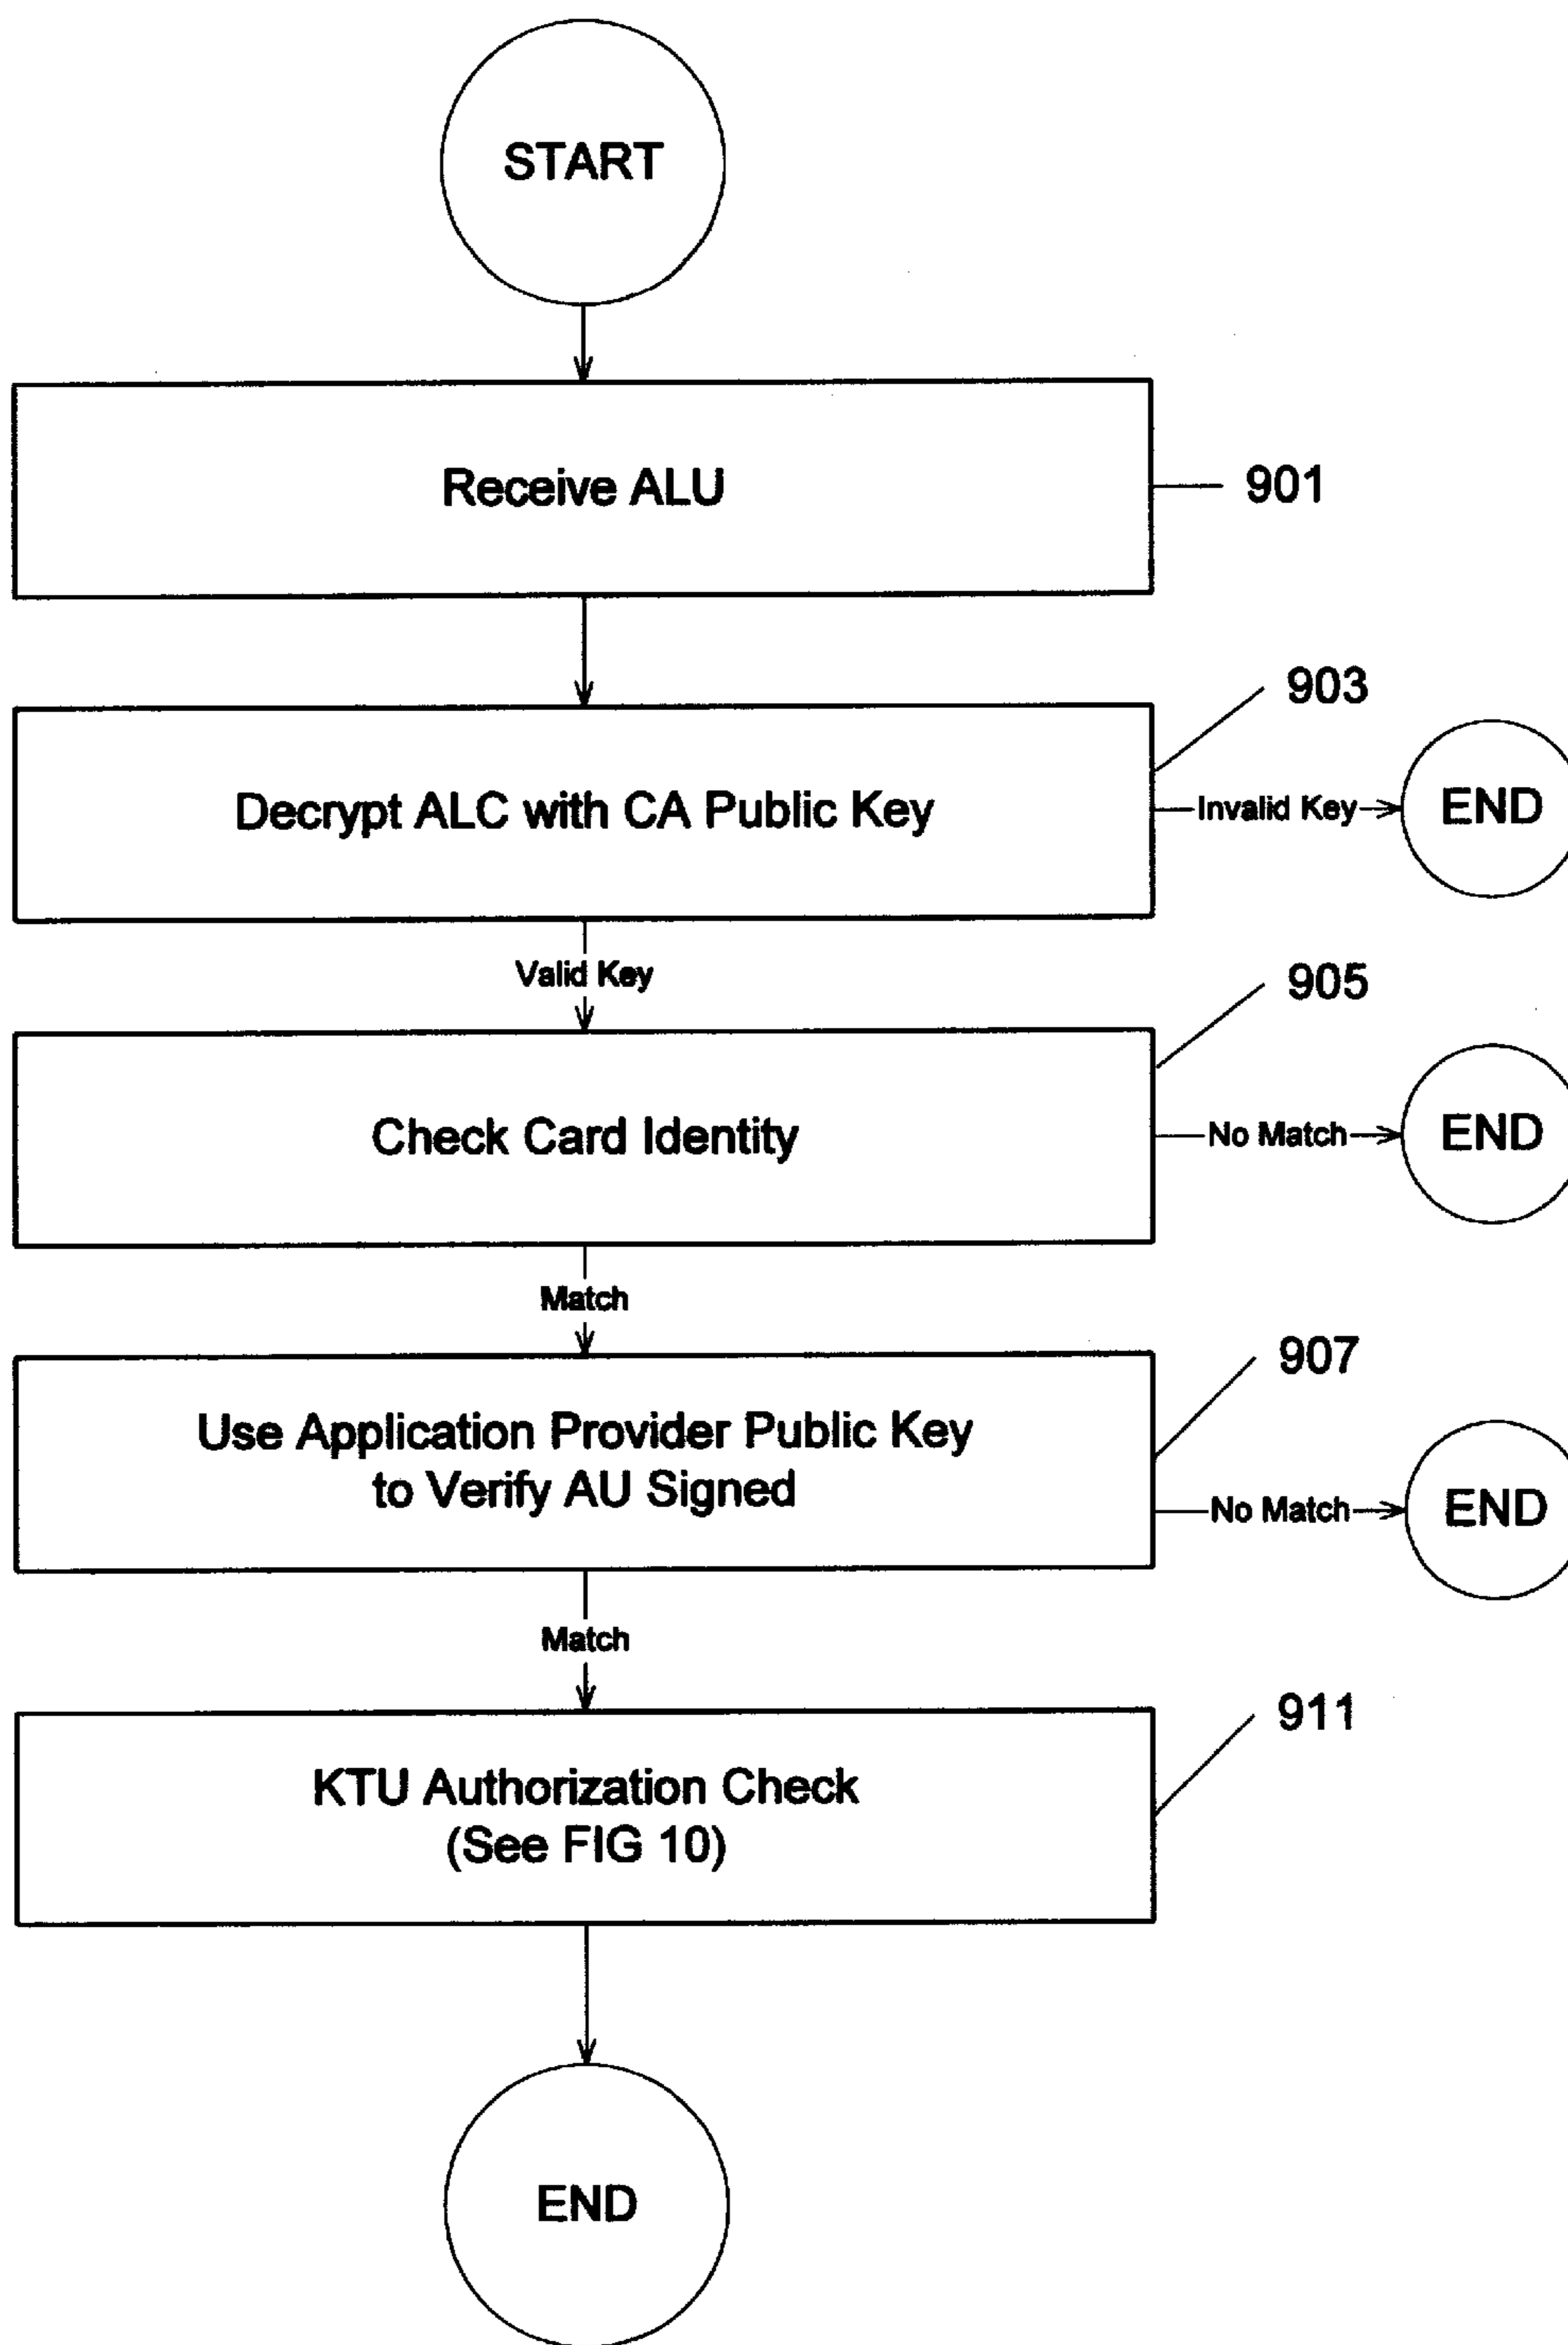 START
Receive ALU
901
903
Decrypt ALC with CA Public Key
Invalid Key
END
Valid Key
905
Check Card Identity
No Match
END
Match
907
Use Application Provider Public Key
to Verify AU Signed
No Match
END
Match
911
KTU Authorization Check
(See FIG 10)
END